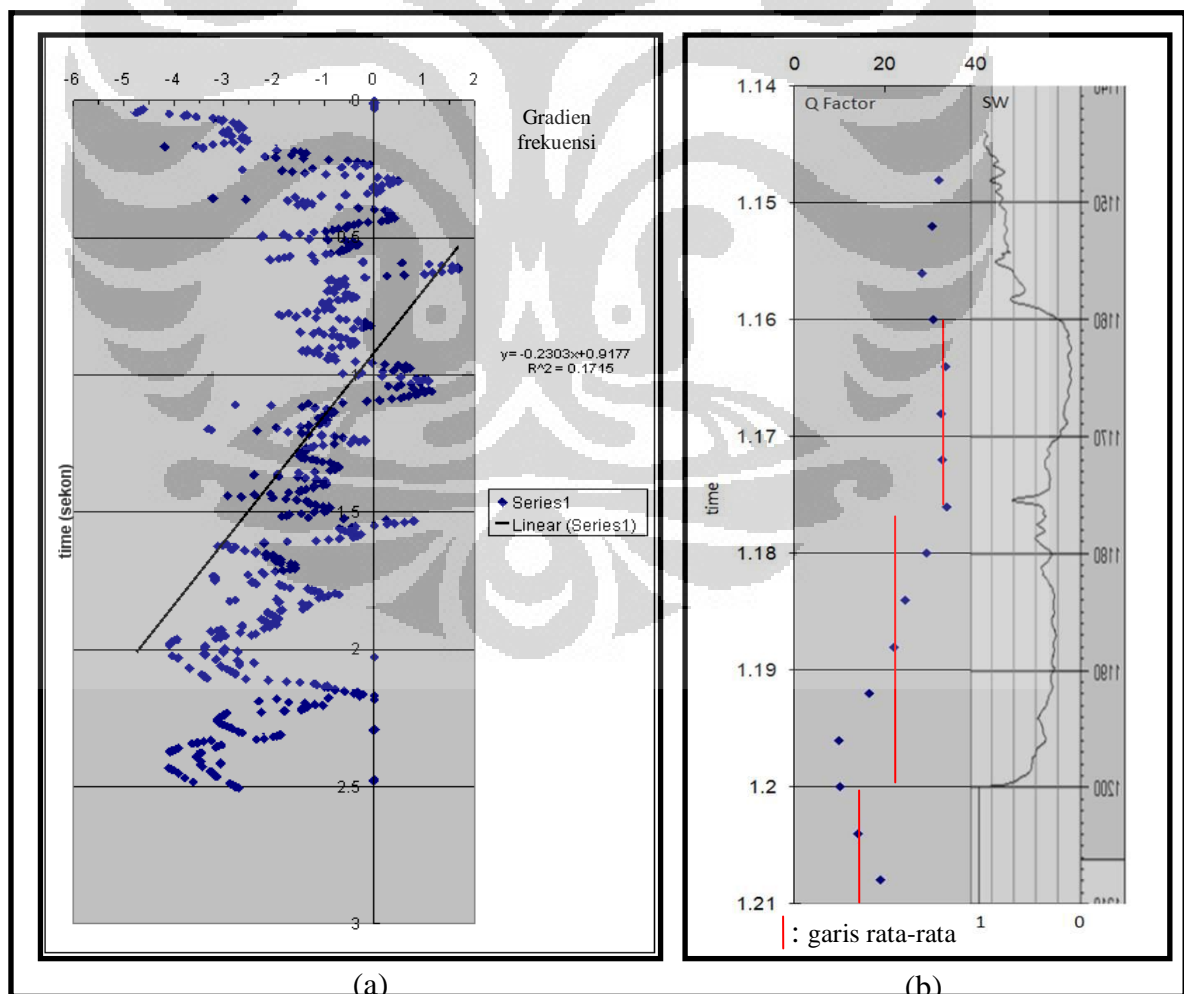 -6 -5 -4 -3 -2 -1 0 1 2
0
Gradien
frekuensi
0.5
y= -0.2303x+0.9177
R^2 = 0.1715
1
time (sekon)
Series1
Linear (Series1)
1.5
2
2.5
3
(a)
0 20 40
1.14
Q Factor SW
1140
1.15
1150
1.16
1160
1.17
1170
time
1.18
1180
1.19
1190
1.2
1200
1.21
1210
1 0
: garis rata-rata
(b)